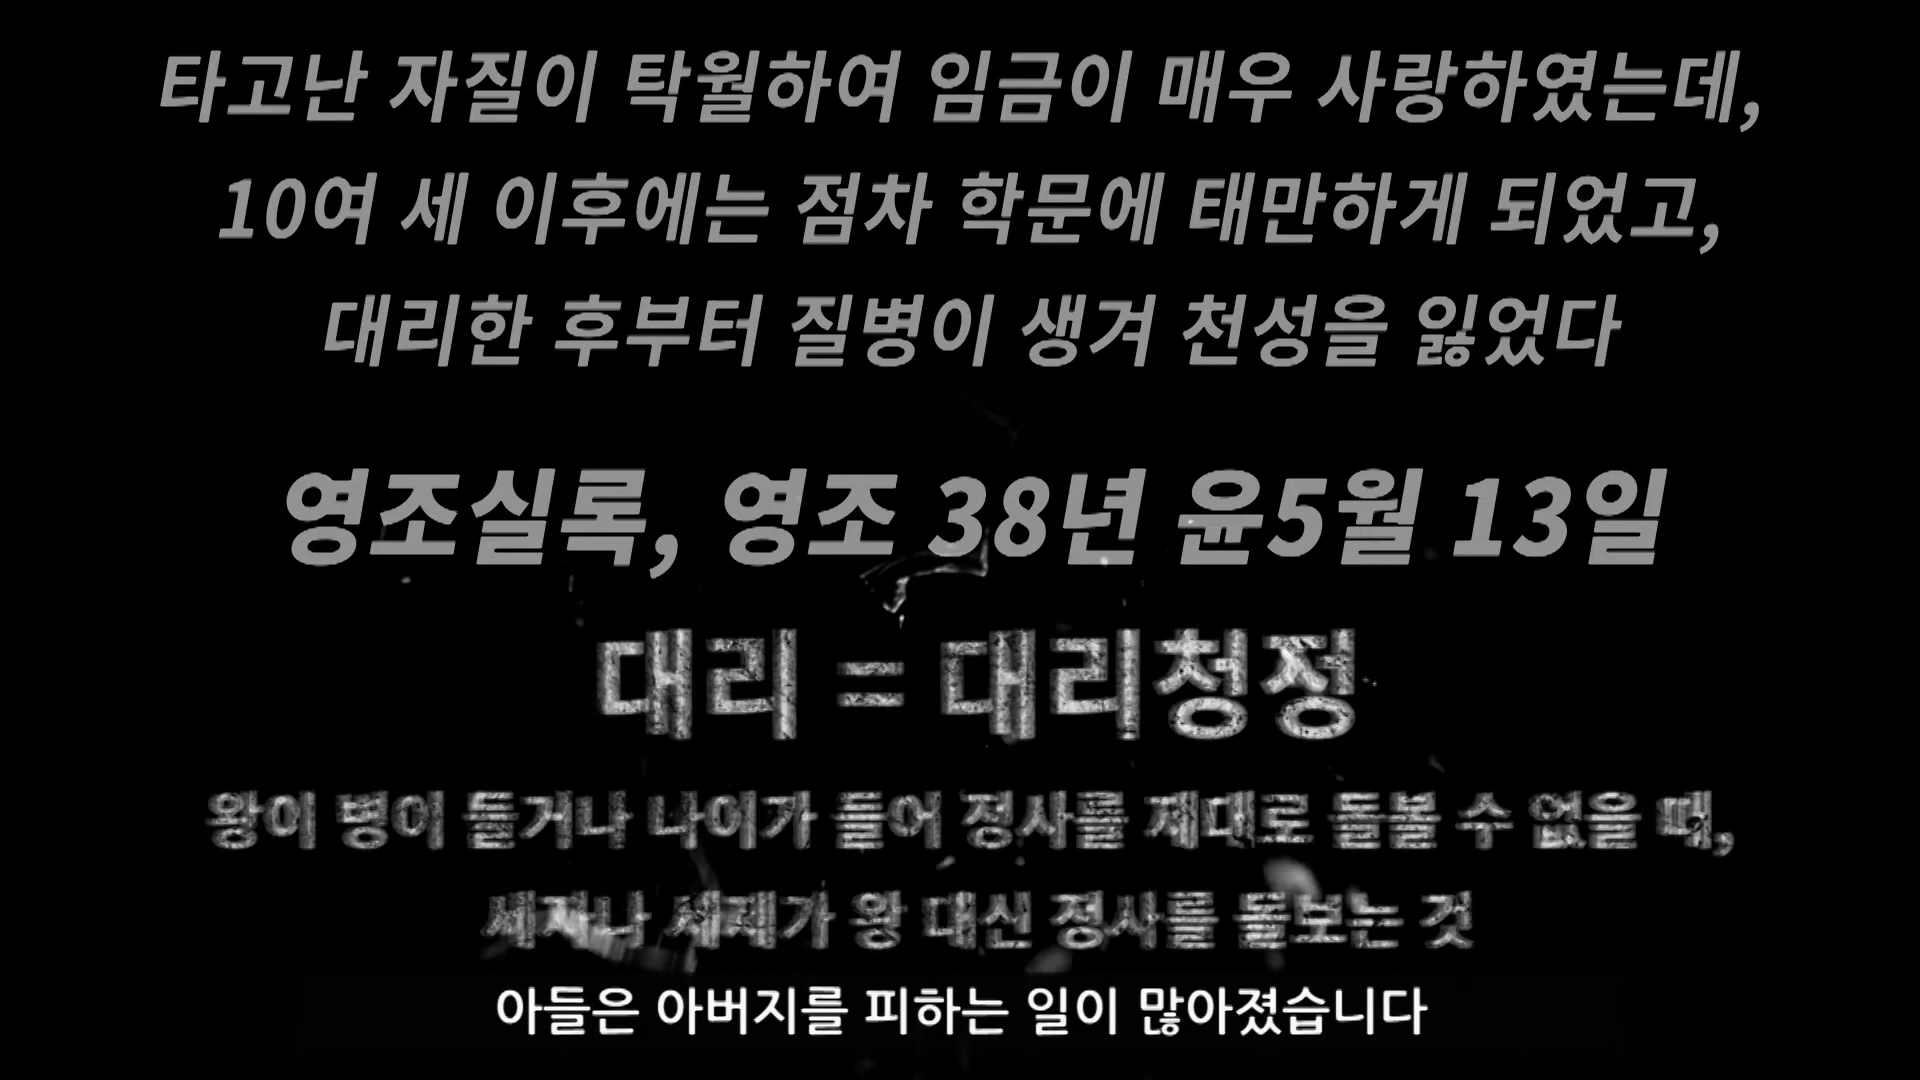 타고난 자질이 탁월하여 임금이 매우 사랑하였는데,
10여 세 이후에는 점차 학문에 태만하게 되었고,
대리한 후부터 질병이 생겨 천성을 잃었다
영조실록, 영조 38년 윤5월 13일
대리 = 대리청정
왕이 병이 들거나 나이가 들어 정사를 제대로 돌볼 수 없을 때,
세자나 세제가 왕 대신 정사를 돌보는 것
아들은 아버지를 피하는 일이 많아졌습니다